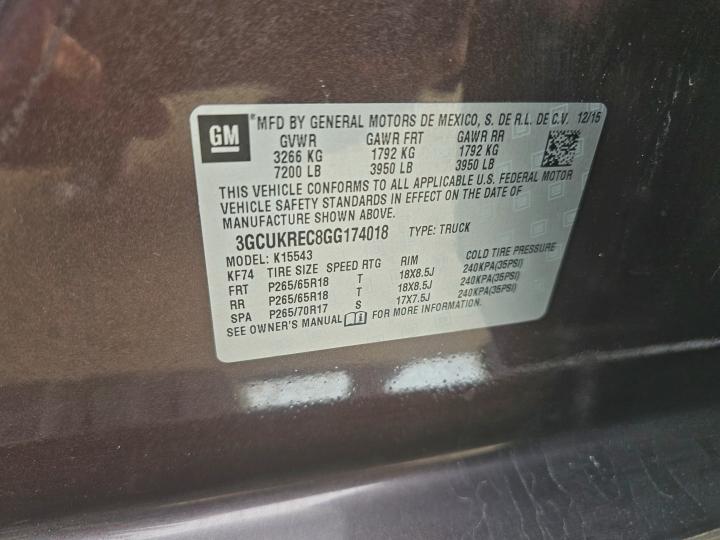 GM
®MFD BY GENERAL MOTORS DE MEXICO, S. DE R.L. DE C.V. 12/15
GVWR GAWR FRT GAWR RR
3266 KG 1792 KG 1792 KG
7200 LB 3950 LB 3950 LB
THIS VEHICLE CONFORMS TO ALL APPLICABLE U.S. FEDERAL MOTOR
VEHICLE SAFETY STANDARDS IN EFFECT ON THE DATE OF
MANUFACTURE SHOWN ABOVE.
3GCUKREC8GG174018 TYPE: TRUCK
MODEL: K15543
KF74 TIRE SIZE SPEED RTG RIM COLD TIRE PRESSURE
FRT P265/65R18 T 18X8.5J 240KPA(35PSI)
RR P265/65R18 T 18X8.5J 240KPA(35PSI)
SPA P265/70R17 S 17X7.5J 240KPA(35PSI)
SEE OWNER'S MANUAL FOR MORE INFORMATION.